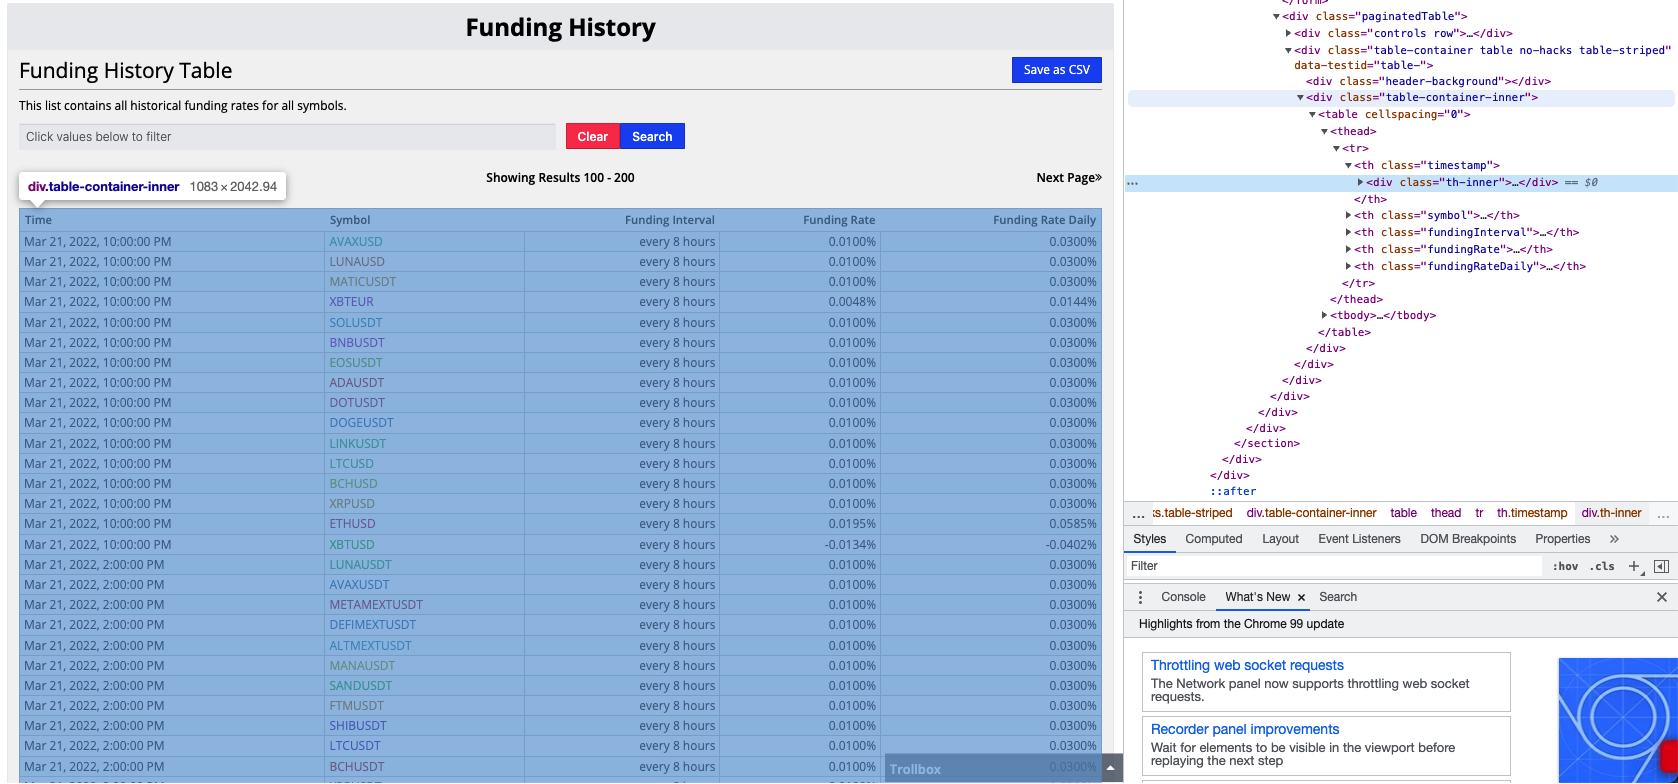 Funding History
Funding History Table
Save as CSV
This list contains all historical funding rates for all symbols.
Click values below to filter
Clear
Search
div.table-container-inner 1083 × 2042.94
Showing Results 100 - 200
Next Page»
Time Symbol Funding Interval Funding Rate Funding Rate Daily
Mar 21, 2022, 10:00:00 PM AVAXUSD every 8 hours 0.0100% 0.0300%
Mar 21, 2022, 10:00:00 PM LUNAUSD every 8 hours 0.0100% 0.0300%
Mar 21, 2022, 10:00:00 PM MATICUSDT every 8 hours 0.0100% 0.0300%
Mar 21, 2022, 10:00:00 PM XBTEUR every 8 hours 0.0048% 0.0144%
Mar 21, 2022, 10:00:00 PM SOLUSDT every 8 hours 0.0100% 0.0300%
Mar 21, 2022, 10:00:00 PM BNBUSDT every 8 hours 0.0100% 0.0300%
Mar 21, 2022, 10:00:00 PM EOSUSDT every 8 hours 0.0100% 0.0300%
Mar 21, 2022, 10:00:00 PM ADAUSDT every 8 hours 0.0100% 0.0300%
Mar 21, 2022, 10:00:00 PM DOTUSDT every 8 hours 0.0100% 0.0300%
Mar 21, 2022, 10:00:00 PM DOGEUSDT every 8 hours 0.0100% 0.0300%
Mar 21, 2022, 10:00:00 PM LINKUSDT every 8 hours 0.0100% 0.0300%
Mar 21, 2022, 10:00:00 PM LTCUSD every 8 hours 0.0100% 0.0300%
Mar 21, 2022, 10:00:00 PM BCHUSD every 8 hours 0.0100% 0.0300%
Mar 21, 2022, 10:00:00 PM XRPUSD every 8 hours 0.0100% 0.0300%
Mar 21, 2022, 10:00:00 PM ETHUSD every 8 hours 0.0195% 0.0585%
Mar 21, 2022, 10:00:00 PM XBTUSD every 8 hours -0.0134% -0.0402%
Mar 21, 2022, 2:00:00 PM LUNAUSDT every 8 hours 0.0100% 0.0300%
Mar 21, 2022, 2:00:00 PM AVAXUSDT every 8 hours 0.0100% 0.0300%
Mar 21, 2022, 2:00:00 PM METAMEXTUSDT every 8 hours 0.0100% 0.0300%
Mar 21, 2022, 2:00:00 PM DEFIMEXTUSDT every 8 hours 0.0100% 0.0300%
Mar 21, 2022, 2:00:00 PM ALTMEXTUSDT every 8 hours 0.0100% 0.0300%
Mar 21, 2022, 2:00:00 PM MANAUSDT every 8 hours 0.0100% 0.0300%
Mar 21, 2022, 2:00:00 PM SANDUSDT every 8 hours 0.0100% 0.0300%
Mar 21, 2022, 2:00:00 PM FTMUSDT every 8 hours 0.0100% 0.0300%
Mar 21, 2022, 2:00:00 PM SHIBUSDT every 8 hours 0.0100% 0.0300%
Mar 21, 2022, 2:00:00 PM LTCUSDT every 8 hours 0.0100% 0.0300%
Mar 21, 2022, 2:00:00 PM BCHUSDT every 8 hours 0.0100% 0.0300%
Trollbox
<div class="paginatedTable">
<div class="controls row">…</div>
<div class="table-container table no-hacks table-striped"
data-testid="table-">
<div class="header-background"></div>
<div class="table-container-inner">
<table cellspacing="0">
<thead>
<tr>
<th class="timestamp">
… <div class="th-inner">…</div> == $0
</th>
<th class="symbol">…</th>
<th class="fundingInterval">…</th>
<th class="fundingRate">…</th>
<th class="fundingRateDaily">…</th>
</tr>
</thead>
<tbody>…</tbody>
</table>
</div>
</div>
</div>
</div>
</div>
</div>
</section>
</div>
</div>
::after
… ks.table-striped div.table-container-inner table thead tr th.timestamp div.th-inner …
Styles Computed Layout Event Listeners DOM Breakpoints Properties »
Filter :hov .cls +
Console What's New × Search
Highlights from the Chrome 99 update
Throttling web socket requests
The Network panel now supports throttling web socket
requests.
Recorder panel improvements
Wait for elements to be visible in the viewport before
replaying the next step